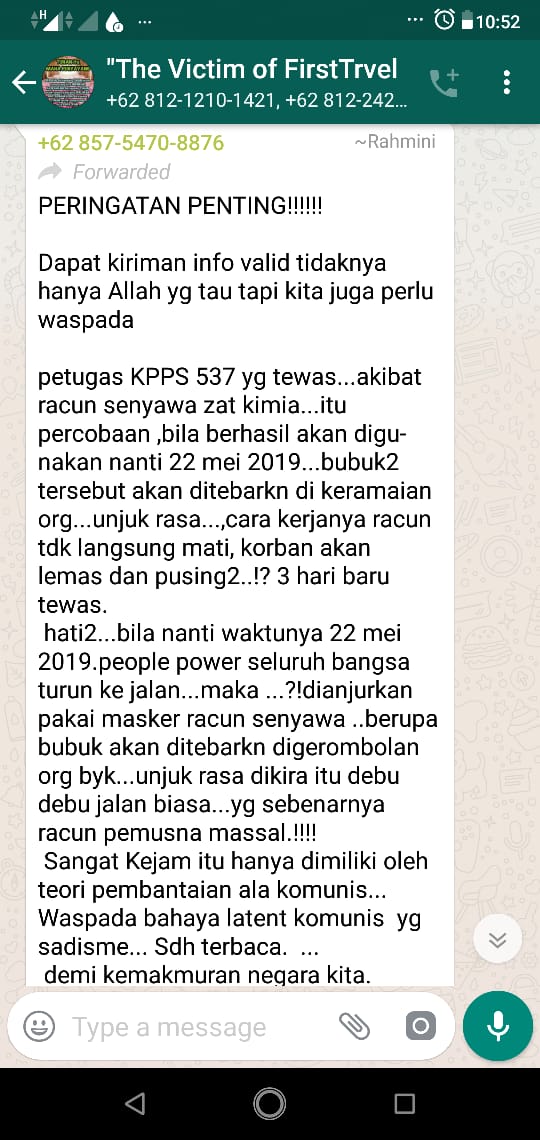 H
10:52
"The Victim of FirstTrvel
+62 812-1210-1421, +62 812-242...
+62 857-5470-8876
~Rahmini
Forwarded
PERINGATAN PENTING!!!!!!
Dapat kiriman info valid tidaknya
hanya Allah yg tau tapi kita juga perlu
waspada
petugas KPPS 537 yg tewas...akibat
racun senyawa zat kimia...itu
percobaan ,bila berhasil akan digu-
nakan nanti 22 mei 2019...bubuk2
tersebut akan ditebarkn di keramaian
org...unjuk rasa...,cara kerjanya racun
tdk langsung mati, korban akan
lemas dan pusing2..!? 3 hari baru
tewas.
hati2...bila nanti waktunya 22 mei
2019.people power seluruh bangsa
turun ke jalan...maka ...?!dianjurkan
pakai masker racun senyawa ..berupa
bubuk akan ditebarkn digerombolan
org byk...unjuk rasa dikira itu debu
debu jalan biasa...yg sebenarnya
racun pemusna massal.!!!!
Sangat Kejam itu hanya dimiliki oleh
teori pembantaian ala komunis...
Waspada bahaya latent komunis  yg
sadisme... Sdh terbaca.  ...
demi kemakmuran negara kita.
Type a message